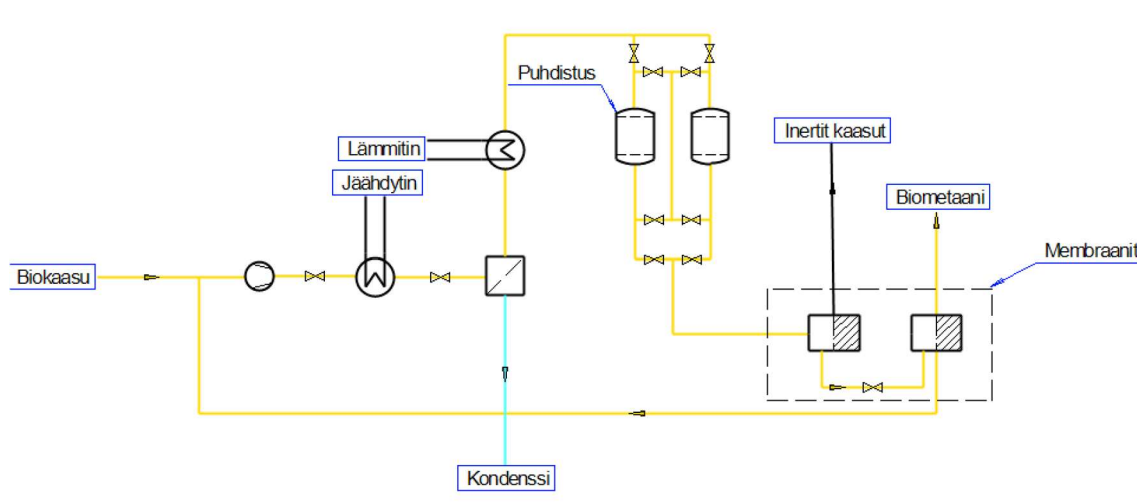 Puhdistus
Inertit kaasut
Lämmitin
Jäähdytin
Biometaani
Membraanit
Biokaasu
Kondenssi